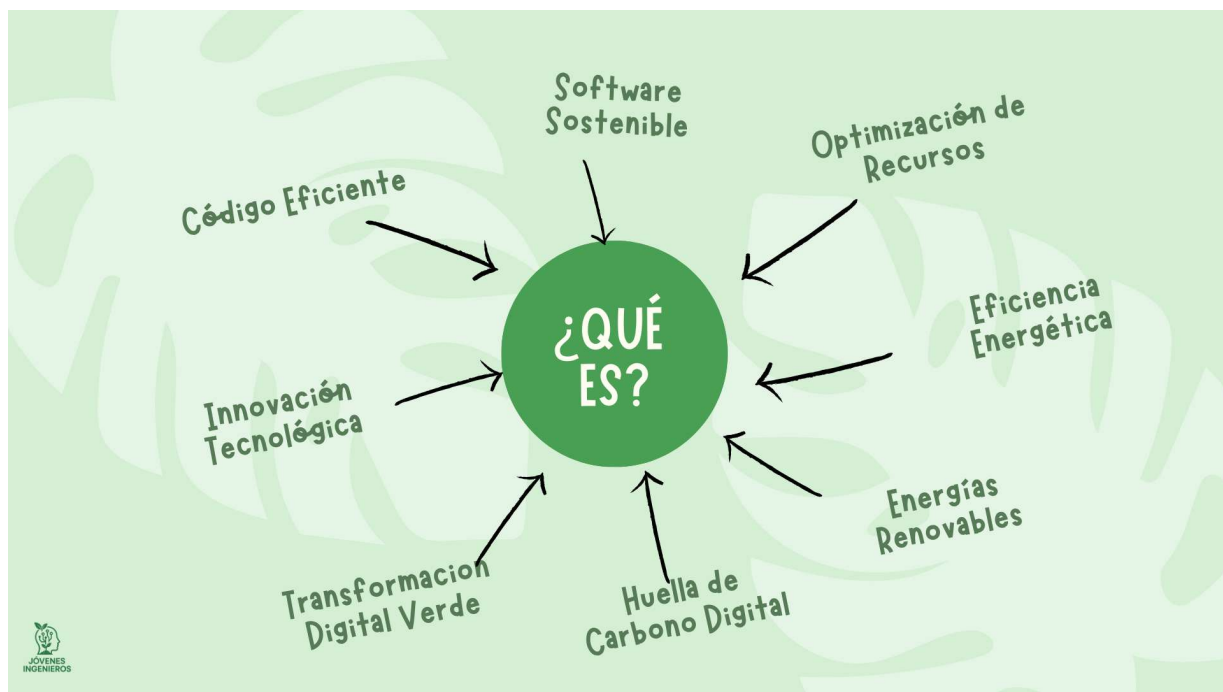 Software
Sostenible
Optimización de
Recursos
Código Eficiente
¿QUÉ
ES?
Eficiencia
Energética
Innovación
Tecnológica
Energías
Renovables
Transformacion
Digital Verde
Huella de
Carbono Digital
JÓVENES
INGENIEROS